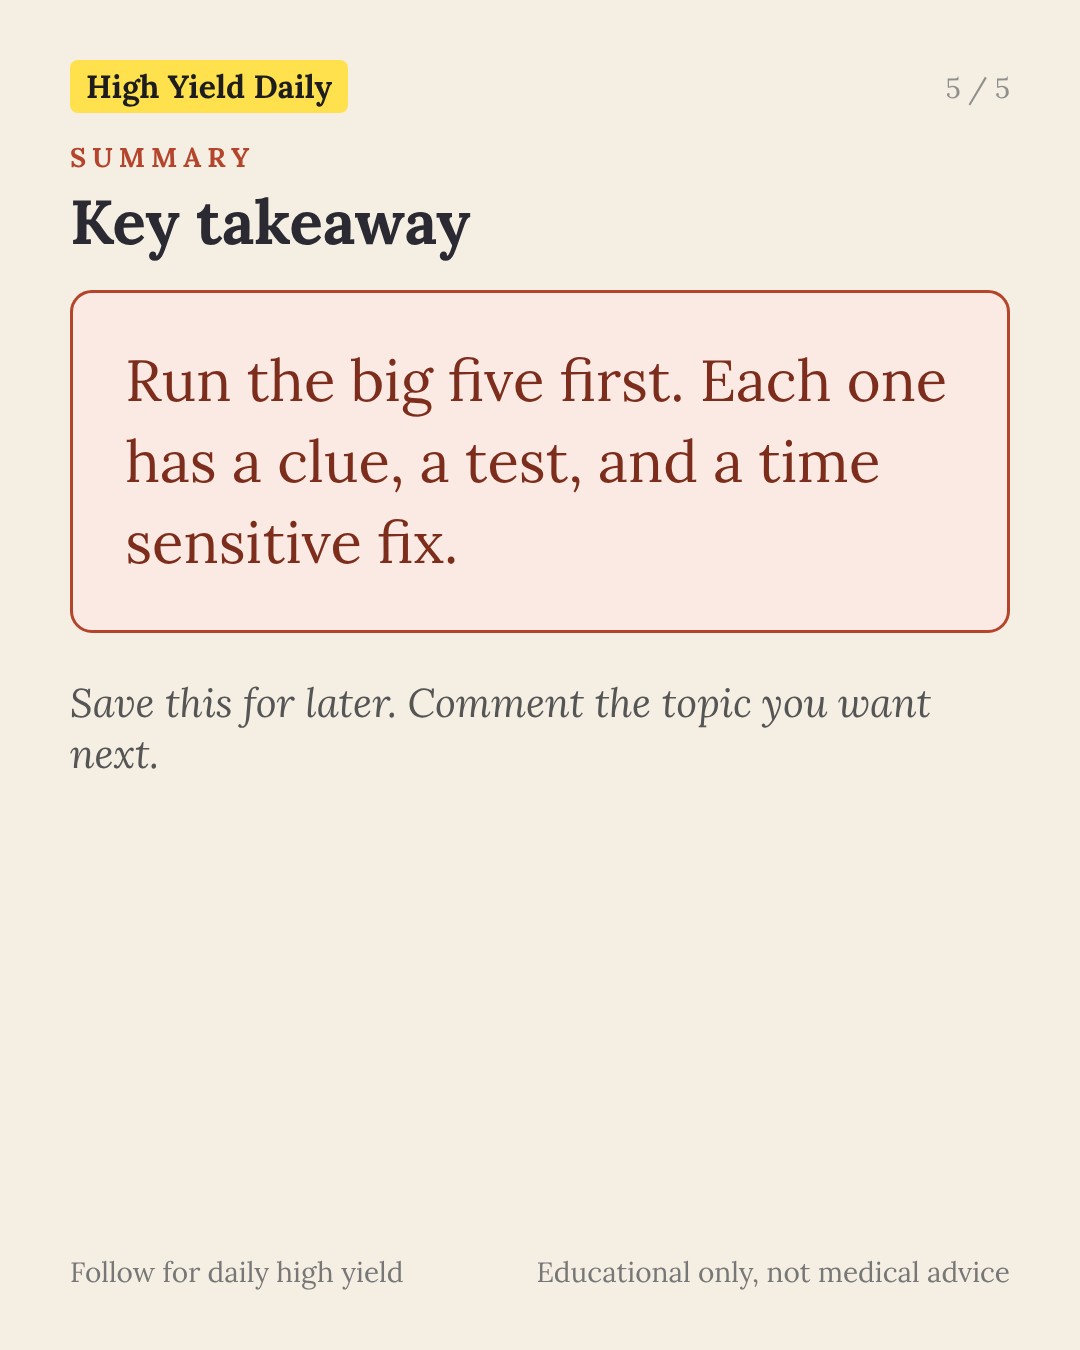 High Yield Daily
5 / 5
SUMMARY
Key takeaway
Run the big five first. Each one
has a clue, a test, and a time
sensitive fix.
Save this for later. Comment the topic you want
next.
Follow for daily high yield
Educational only, not medical advice